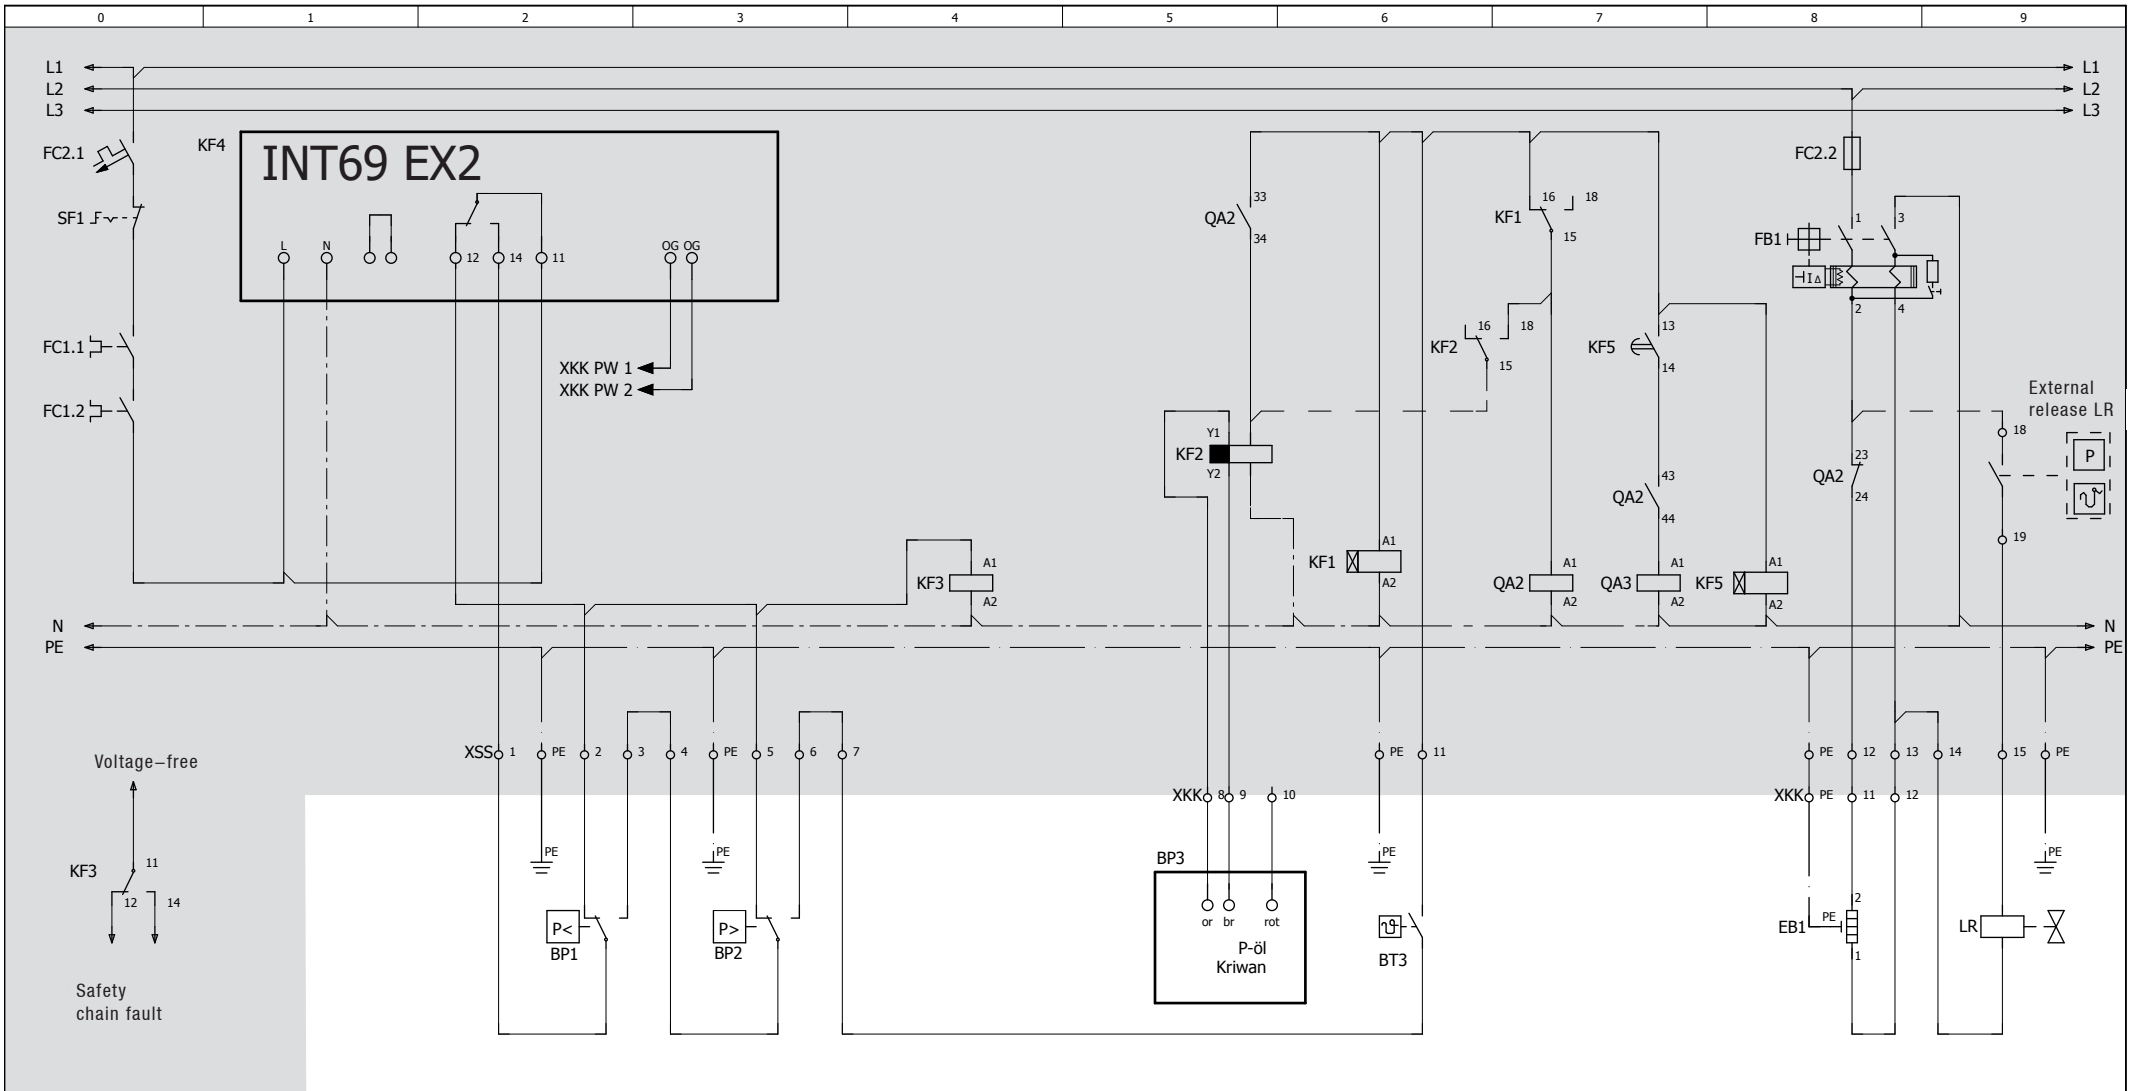 0 1 2 3 4 5 6 7 8 9
L1 L1
L2 L2
L3 L3
FC2.1
KF4
INT69 EX2
FC2.2
SF1
QA2 33
34
KF1 16 18
15
FB1 1 3
I Δ
2 4
L N 12 14 11 OG OG
FC1.1
XKK PW 1
XKK PW 2
KF2 16 18
15
KF5 13
14
FC1.2
External
release LR
18
P
KF2 Y1
Y2
QA2 43
44
QA2 23
24
19
KF3 A1
A2
KF1 A1
A2
QA2 A1
A2
QA3 A1
A2
KF5 A1
A2
N N
PE PE
XSS 1 PE 2 3 4 PE 5 6 7 PE 11 PE 12 13 14 15 PE
Voltage–free
XKK 8 9 10
XKK PE 11 12
PE PE PE PE
KF3 11
12 14
BP3
or br rot
P-öl
Kriwan
P<
BP1
P>
BP2
BT3
EB1 PE 2
1
LR
Safety
chain fault